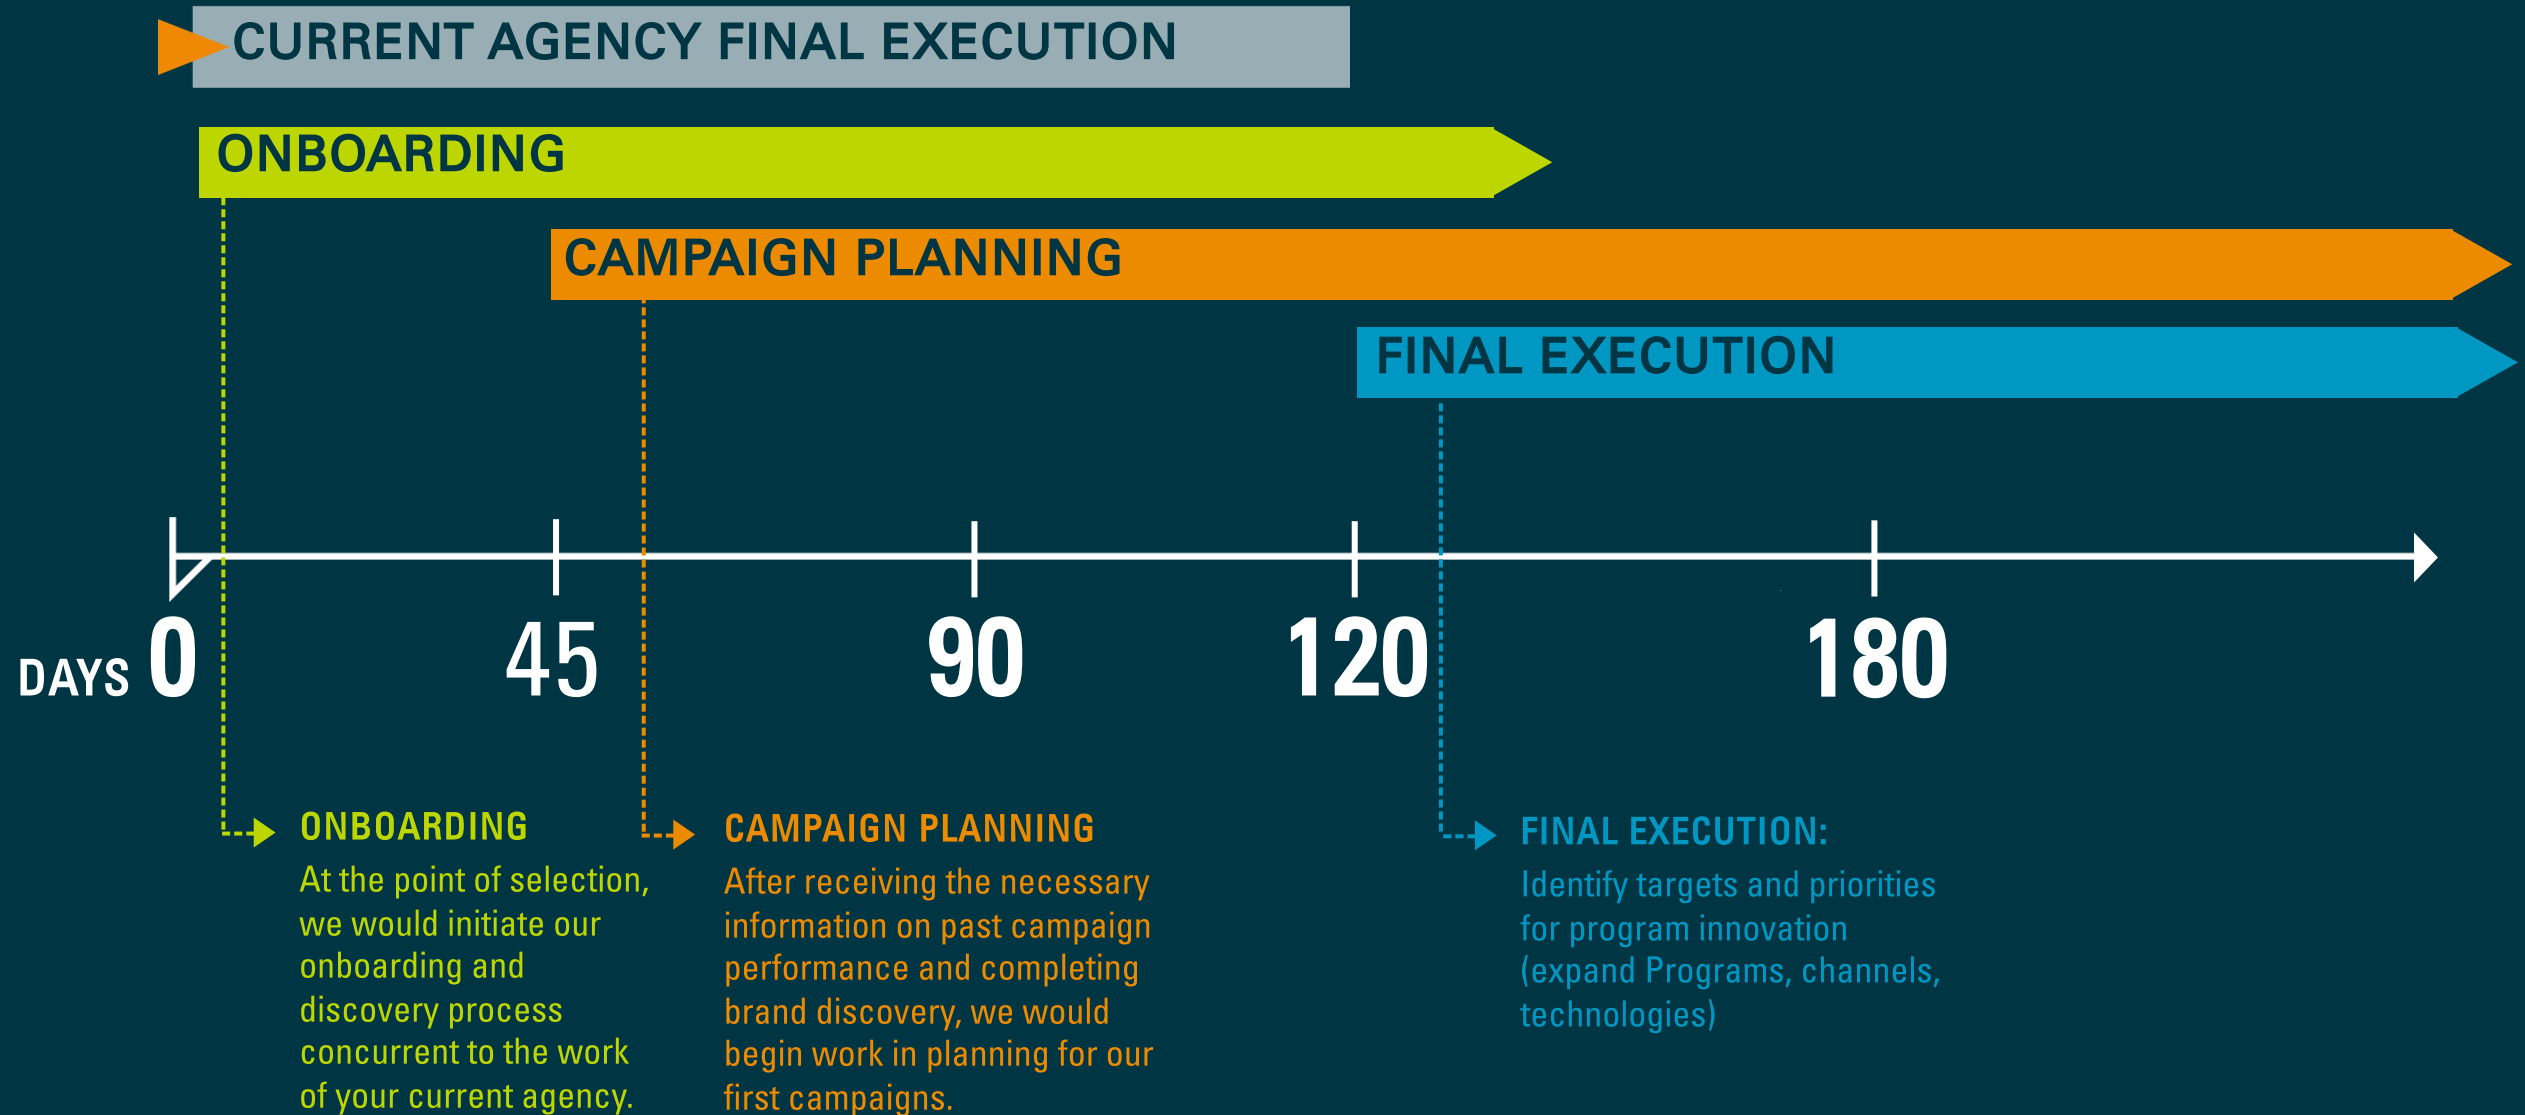 CURRENT AGENCY FINAL EXECUTION
ONBOARDING
CAMPAIGN PLANNING
FINAL EXECUTION
DAYS 0 45 90 120 180
ONBOARDING
At the point of selection,
we would initiate our
onboarding and
discovery process
concurrent to the work
of your current agency.
CAMPAIGN PLANNING
After receiving the necessary
information on past campaign
performance and completing
brand discovery, we would
begin work in planning for our
first campaigns.
FINAL EXECUTION:
Identify targets and priorities
for program innovation
(expand Programs, channels,
technologies)